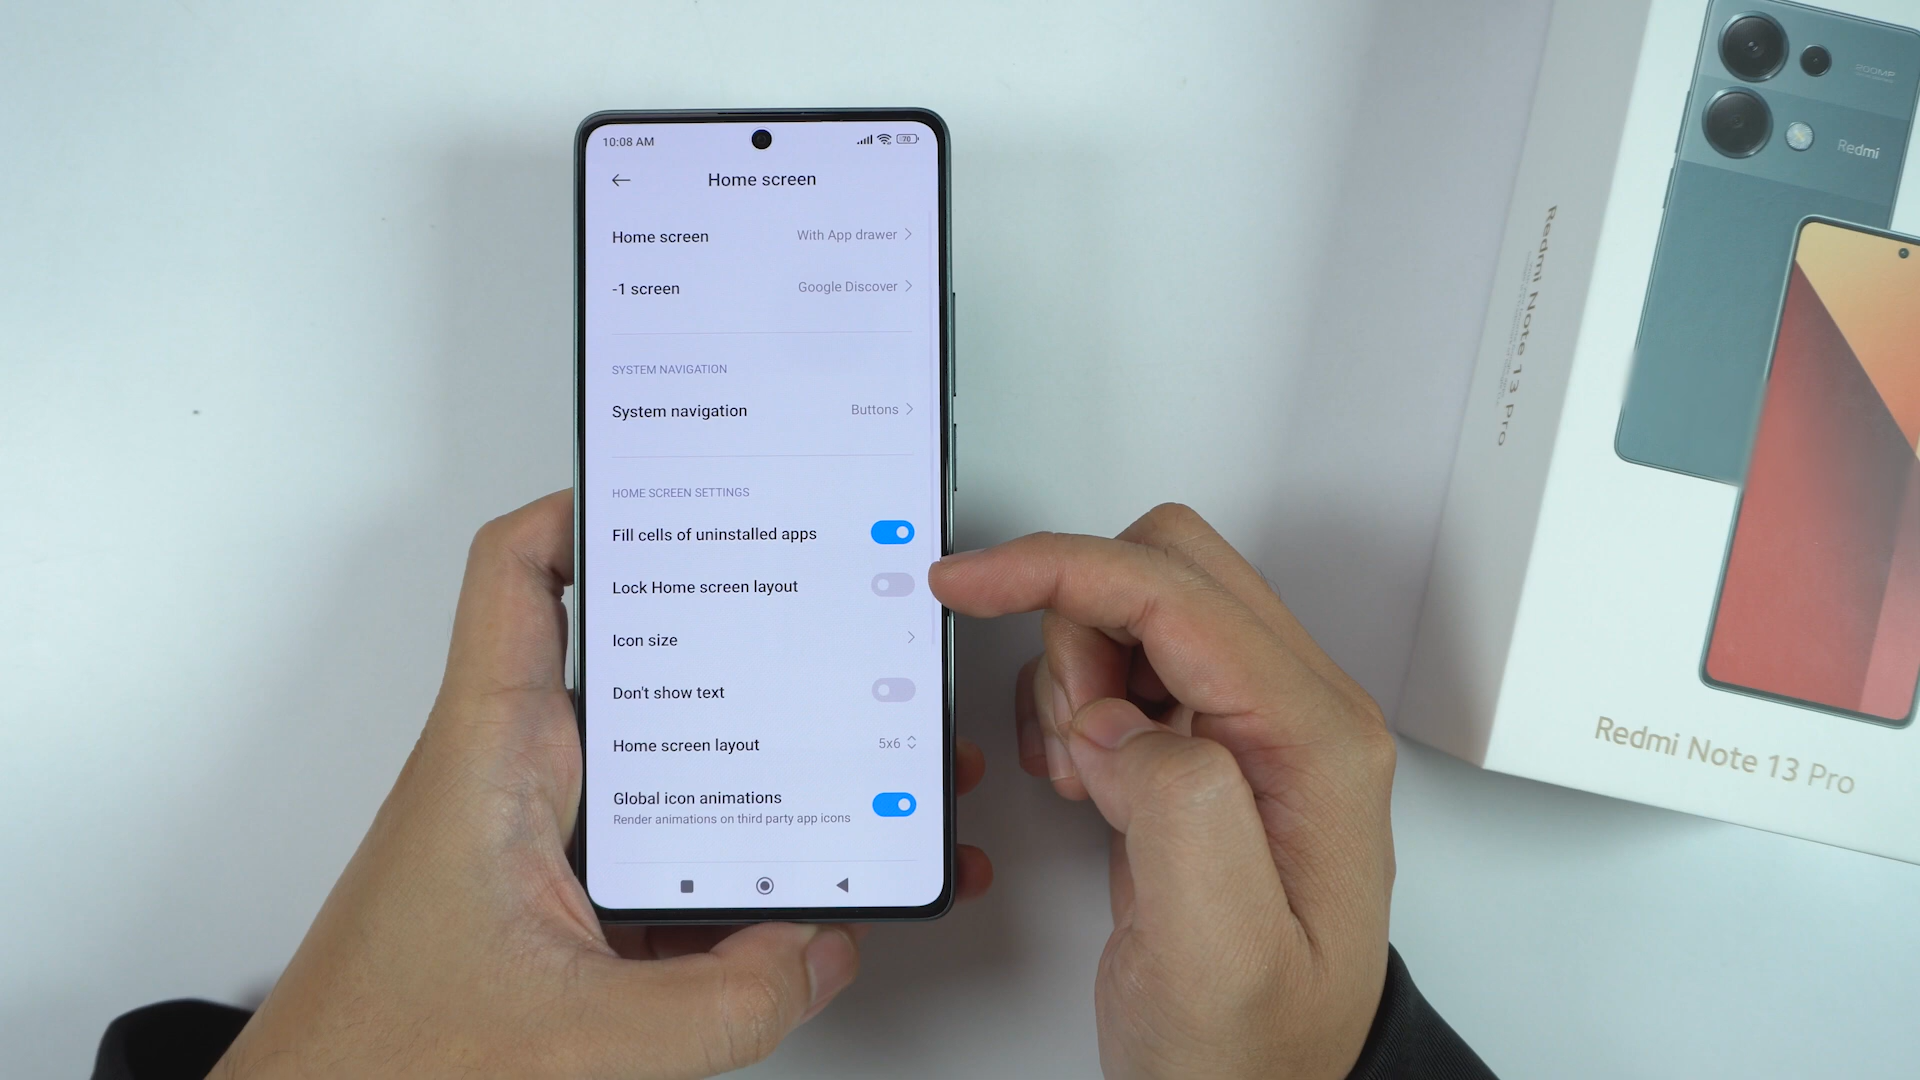 10:08 AM
70
Home screen
Home screen
With App drawer
-1 screen
Google Discover
SYSTEM NAVIGATION
System navigation
Buttons
HOME SCREEN SETTINGS
Fill cells of uninstalled apps
Lock Home screen layout
Icon size
Don't show text
Home screen layout
5x6
Global icon animations
Render animations on third party app icons
200MP
Redmi
Redmi Note 13 Pro
Redmi Note 13 Pro